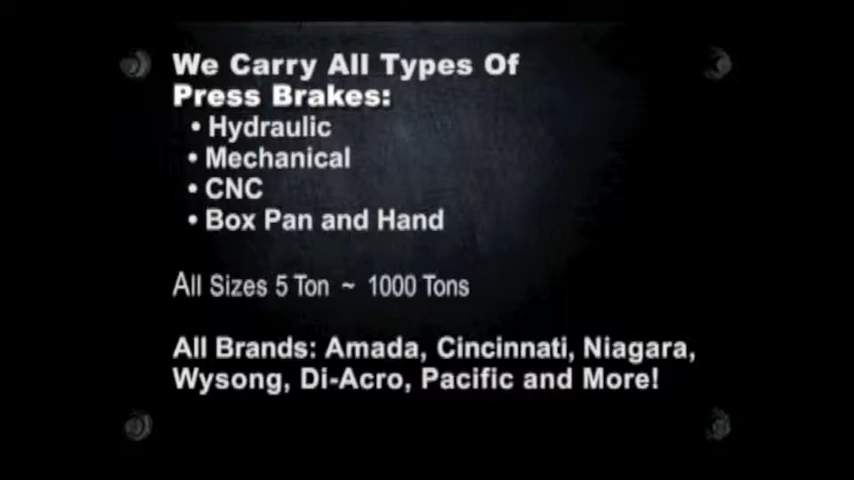 We Carry All Types Of
Press Brakes:
• Hydraulic
• Mechanical
• CNC
• Box Pan and Hand
All Sizes 5 Ton ~ 1000 Tons
All Brands: Amada, Cincinnati, Niagara,
Wysong, Di-Acro, Pacific and More!